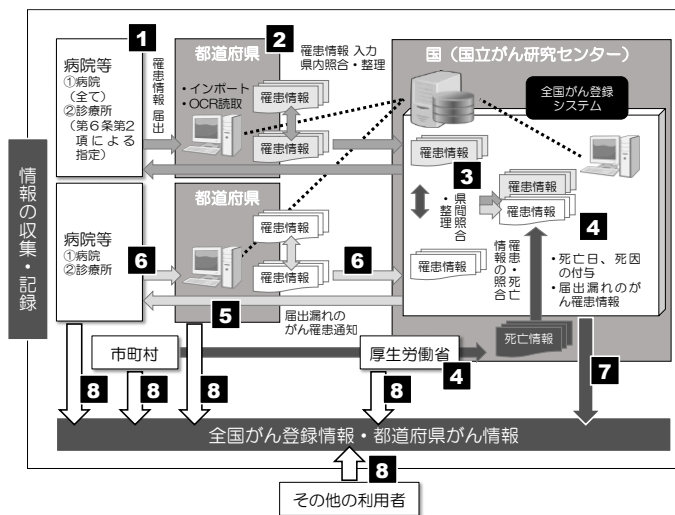 情報の収集・記録
1
病院等
①病院
（全て）
②診療所
（第６条第２
項による
指定）
罹患情報 届出
都道府県
2
・インポート
・OCR読取
罹患情報 入力
県内照合・整理
罹患情報
罹患情報
国（国立がん研究センター）
全国がん登録
システム
罹患情報
3
・県間照合
・整理
罹患情報
罹患情報
罹患情報
4
罹患・死亡
情報の照合
・死亡日、死因
の付与
・届出漏れのが
ん罹患情報
病院等
①病院
②診療所
6
都道府県
罹患情報
罹患情報
6
5
届出漏れの
がん罹患通知
市町村
厚生労働省
4
死亡情報
7
8
8
8
8
全国がん登録情報・都道府県がん情報
8
その他の利用者